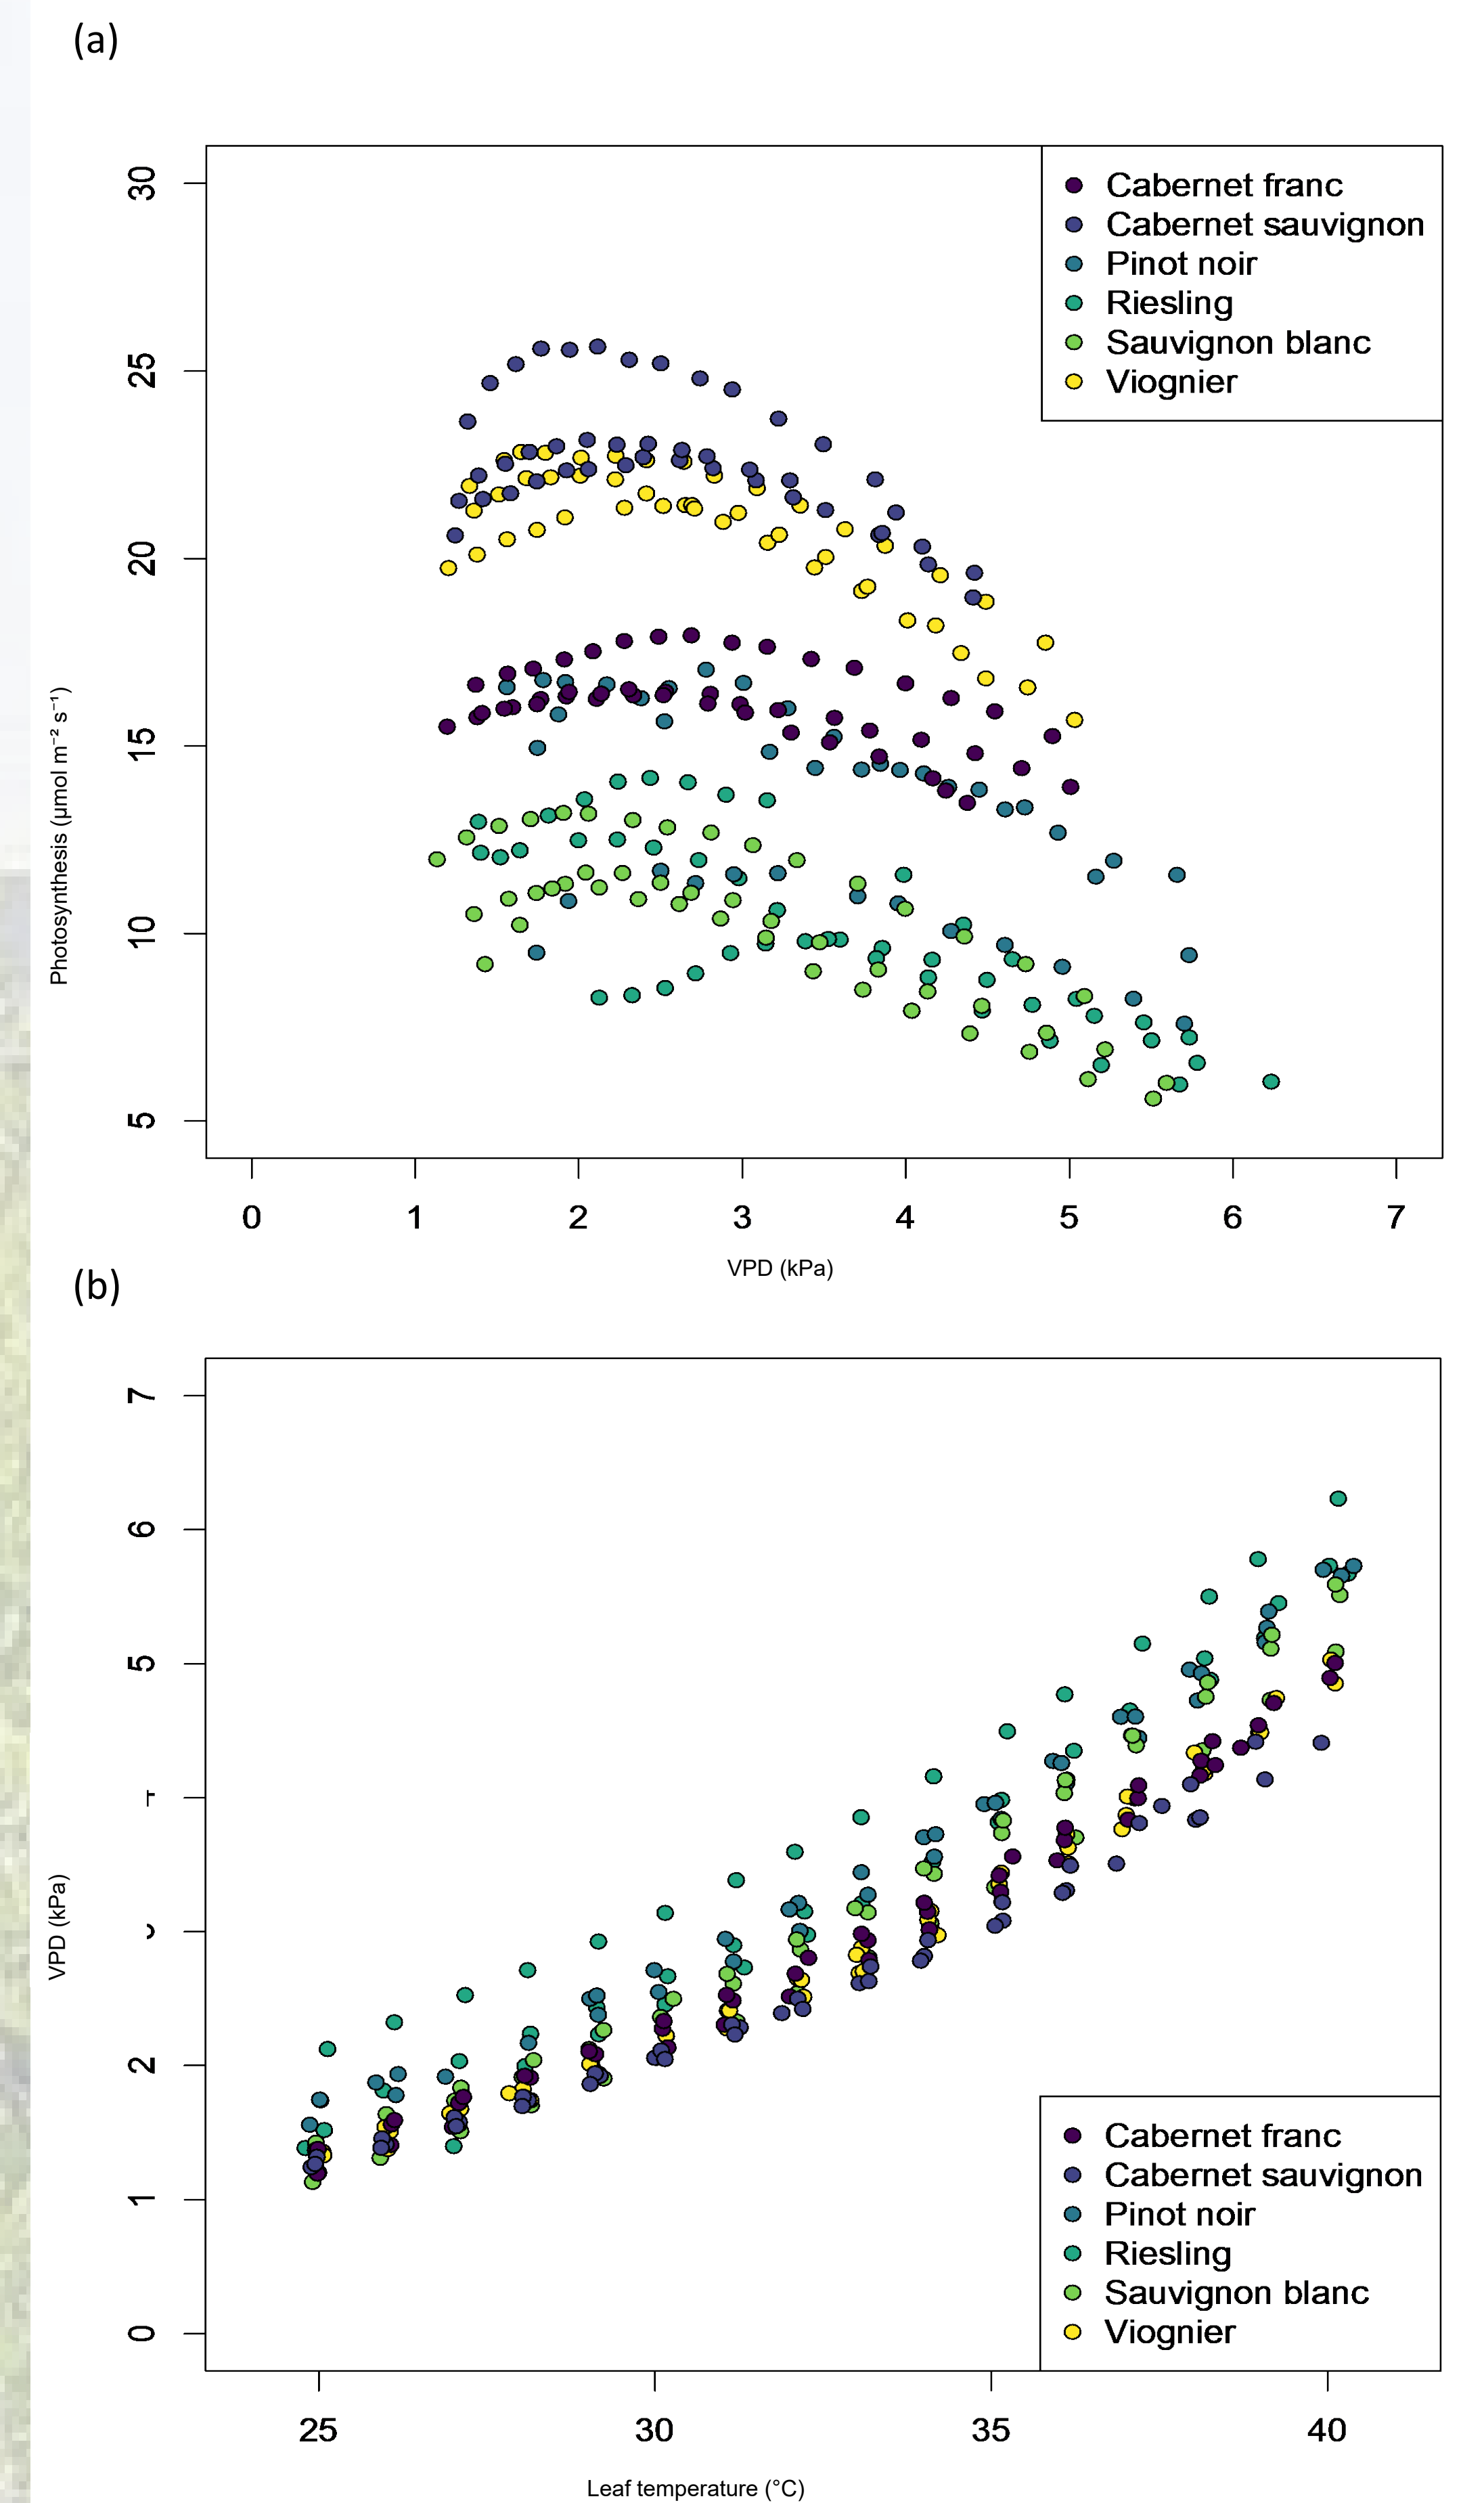 (a)
30
25
20
15
10
5
Photosynthesis (µmol m⁻² s⁻¹)
Cabernet franc
Cabernet sauvignon
Pinot noir
Riesling
Sauvignon blanc
Viognier
0 1 2 3 4 5 6 7
VPD (kPa)
(b)
7
6
5
2
1
0
VPD (kPa)
Cabernet franc
Cabernet sauvignon
Pinot noir
Riesling
Sauvignon blanc
Viognier
25 30 35 40
Leaf temperature (°C)